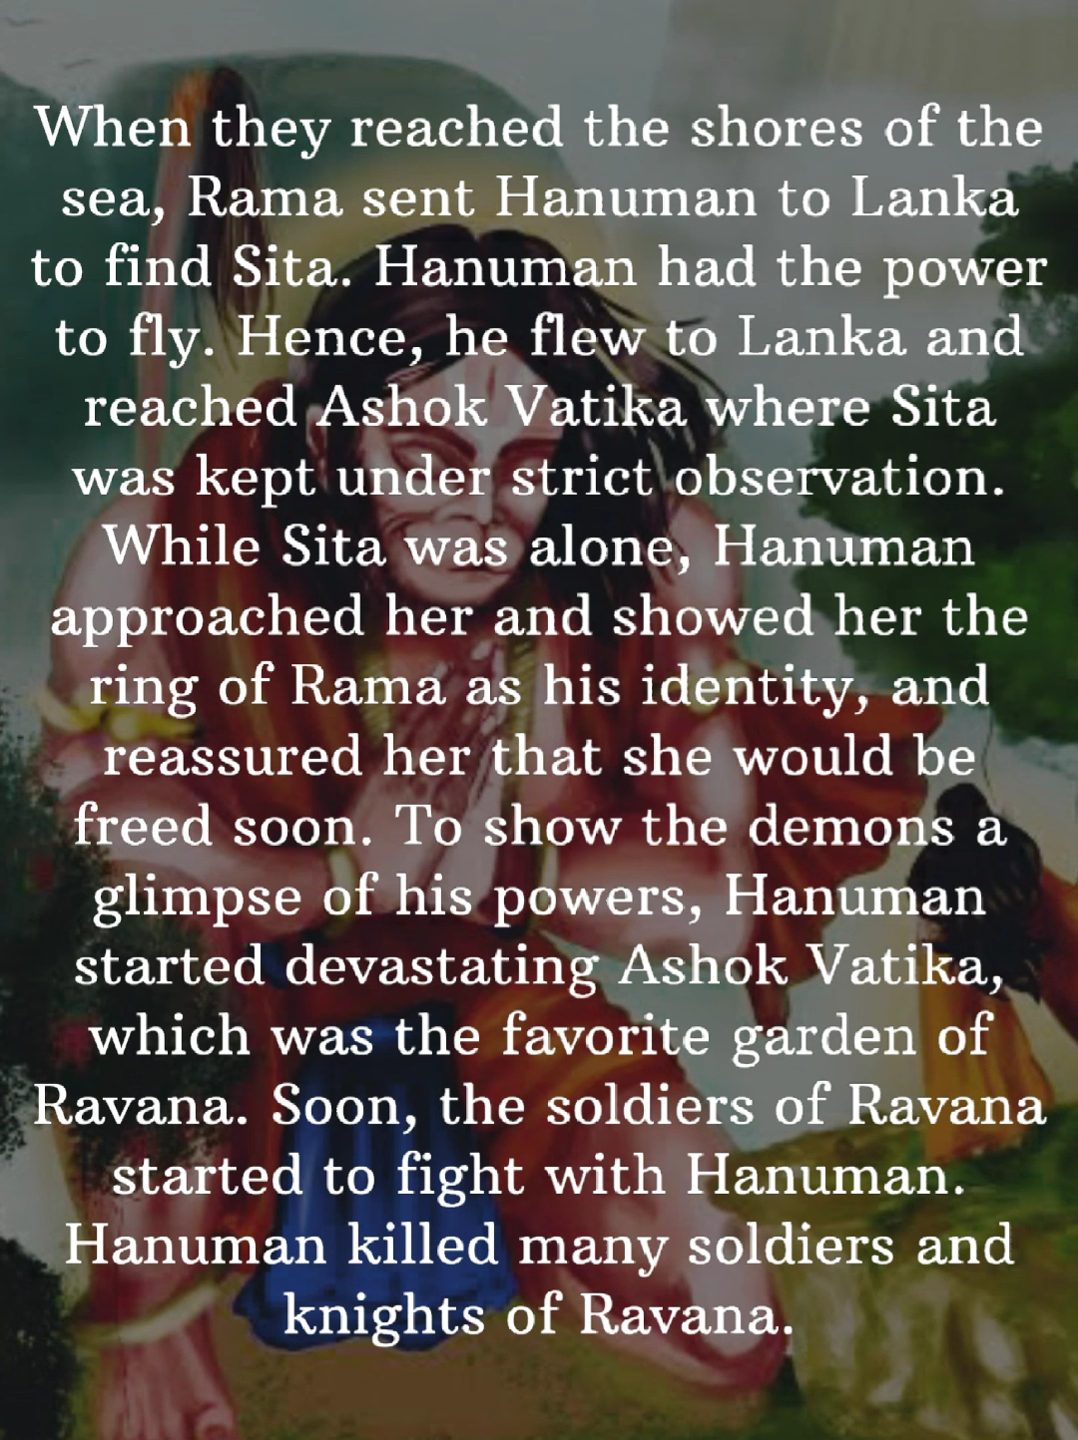 When they reached the shores of the
sea, Rama sent Hanuman to Lanka
to find Sita. Hanuman had the power
to fly. Hence, he flew to Lanka and
reached Ashok Vatika where Sita
was kept under strict observation.
While Sita was alone, Hanuman
approached her and showed her the
ring of Rama as his identity, and
reassured her that she would be
freed soon. To show the demons a
glimpse of his powers, Hanuman
started devastating Ashok Vatika,
which was the favorite garden of
Ravana. Soon, the soldiers of Ravana
started to fight with Hanuman.
Hanuman killed many soldiers and
knights of Ravana.